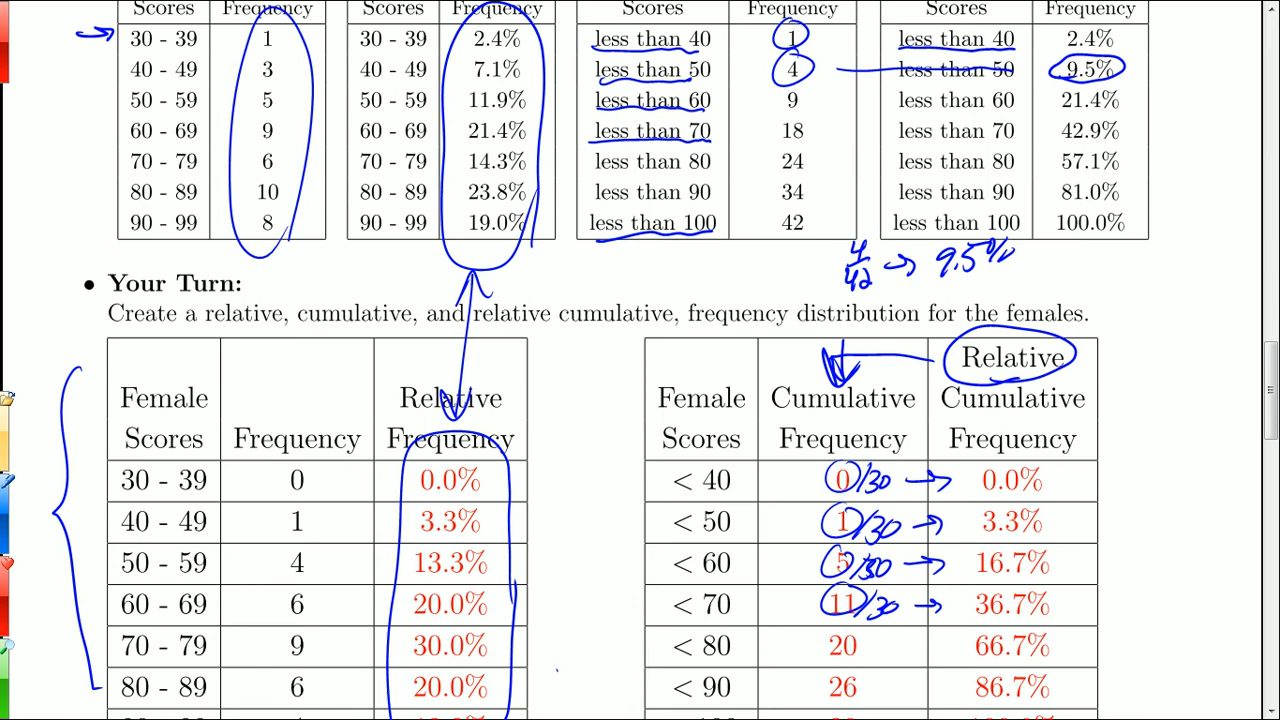 Scores Frequency Scores Frequency Scores Frequency Scores Frequency
30 - 39 1 30 - 39 2.4% less than 40 1 less than 40 2.4%
40 - 49 3 40 - 49 7.1% less than 50 4 less than 50 9.5%
50 - 59 5 50 - 59 11.9% less than 60 9 less than 60 21.4%
60 - 69 9 60 - 69 21.4% less than 70 18 less than 70 42.9%
70 - 79 6 70 - 79 14.3% less than 80 24 less than 80 57.1%
80 - 89 10 80 - 89 23.8% less than 90 34 less than 90 81.0%
90 - 99 8 90 - 99 19.0% less than 100 42 less than 100 100.0%
4/42 → 9.5%
• Your Turn:
Create a relative, cumulative, and relative cumulative, frequency distribution for the females.
Relative
Female Relative Female Cumulative Cumulative
Scores Frequency Frequency Scores Frequency Frequency
30 - 39 0 0.0% < 40 0/30 → 0.0%
40 - 49 1 3.3% < 50 1/30 → 3.3%
50 - 59 4 13.3% < 60 5/30 → 16.7%
60 - 69 6 20.0% < 70 11/30 → 36.7%
70 - 79 9 30.0% < 80 20 66.7%
80 - 89 6 20.0% < 90 26 86.7%